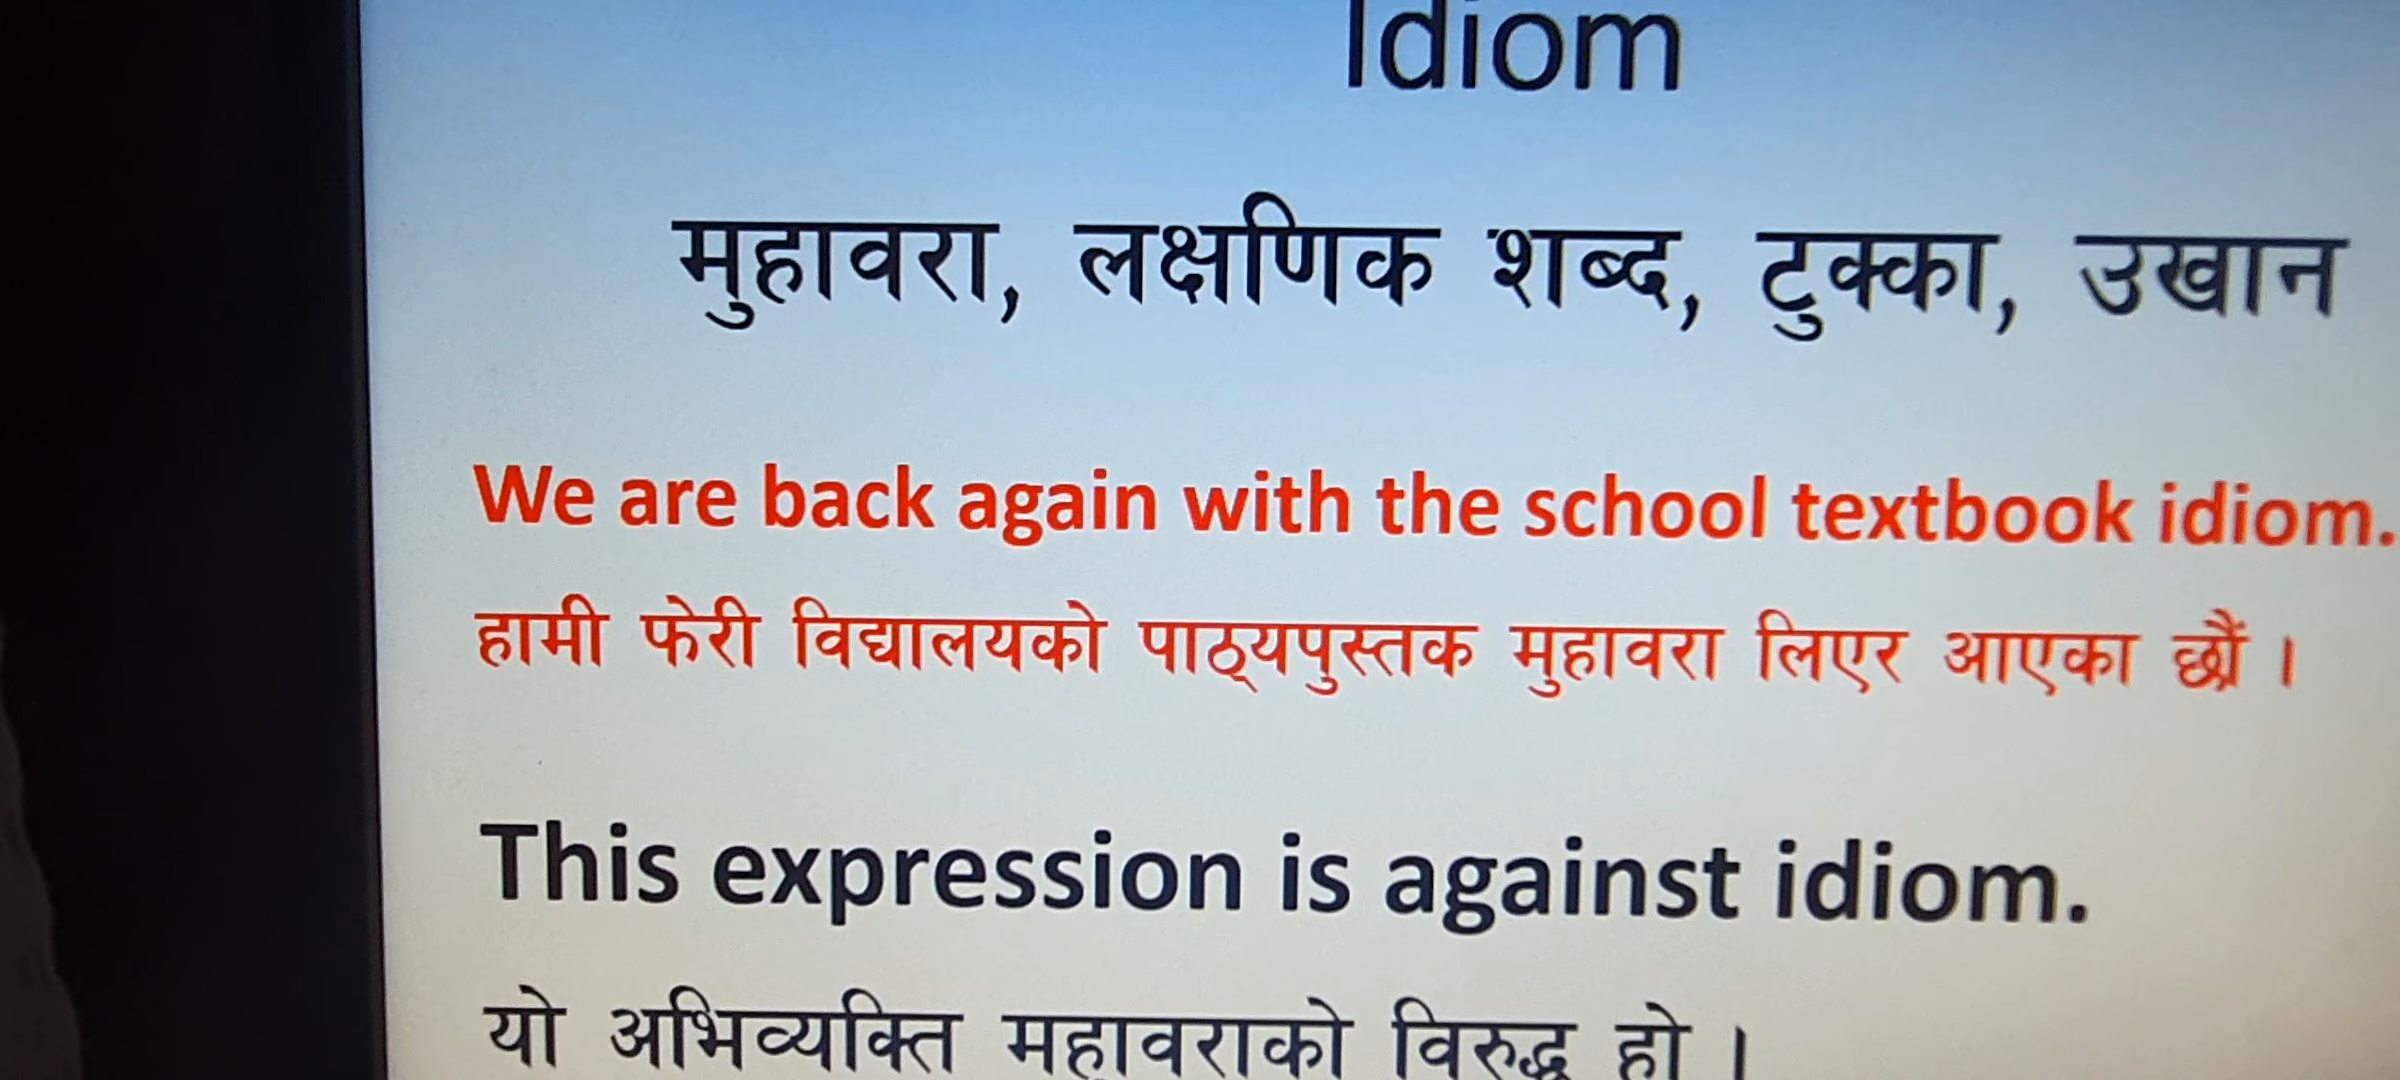 Idiom
मुहावरा, लक्षणिक शब्द, टुक्का, उखान
We are back again with the school textbook idiom.
हामी फेरी विद्यालयको पाठ्यपुस्तक मुहावरा लिएर आएका छौं ।
This expression is against idiom.
यो अभिव्यक्ति महावराको विरुद्ध हो ।